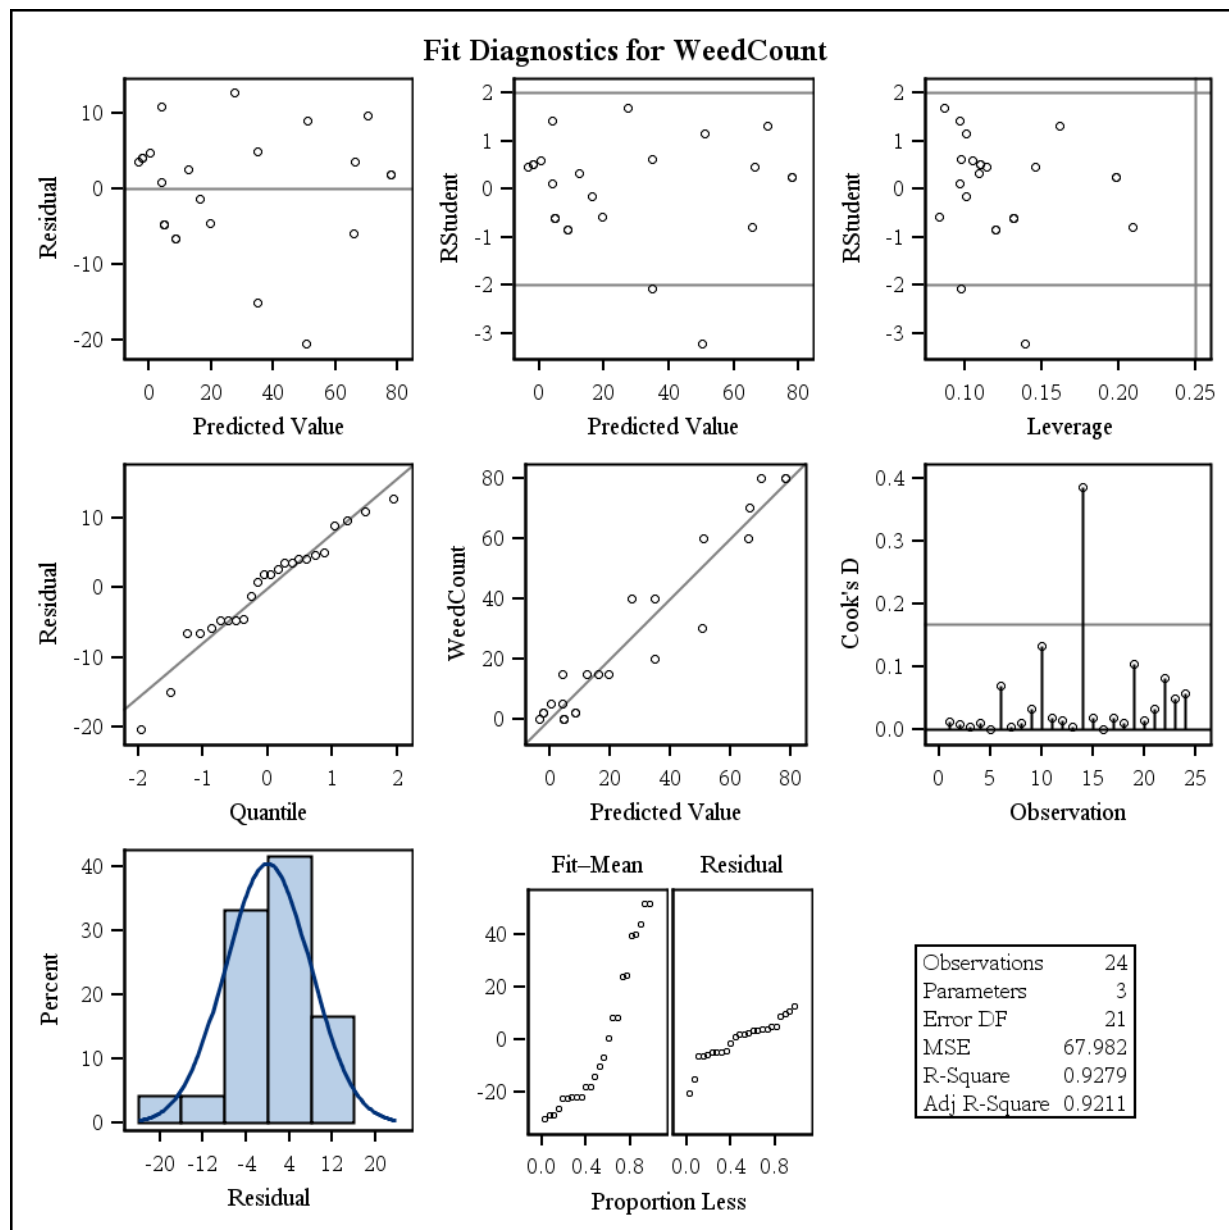 Fit Diagnostics for WeedCount
10
0
-10
-20
Residual
0 20 40 60 80
Predicted Value
2
1
0
-1
-2
-3
RStudent
0 20 40 60 80
Predicted Value
2
1
0
-1
-2
-3
RStudent
0.10 0.15 0.20 0.25
Leverage
10
0
-10
-20
Residual
-2 -1 0 1 2
Quantile
80
60
40
20
0
WeedCount
0 20 40 60 80
Predicted Value
0.4
0.3
0.2
0.1
0.0
Cook's D
0 5 10 15 20 25
Observation
40
30
20
10
0
Percent
-20 -12 -4 4 12 20
Residual
Fit–Mean Residual
40
20
0
-20
0.0 0.4 0.8 0.0 0.4 0.8
Proportion Less
Observations 24
Parameters 3
Error DF 21
MSE 67.982
R-Square 0.9279
Adj R-Square 0.9211